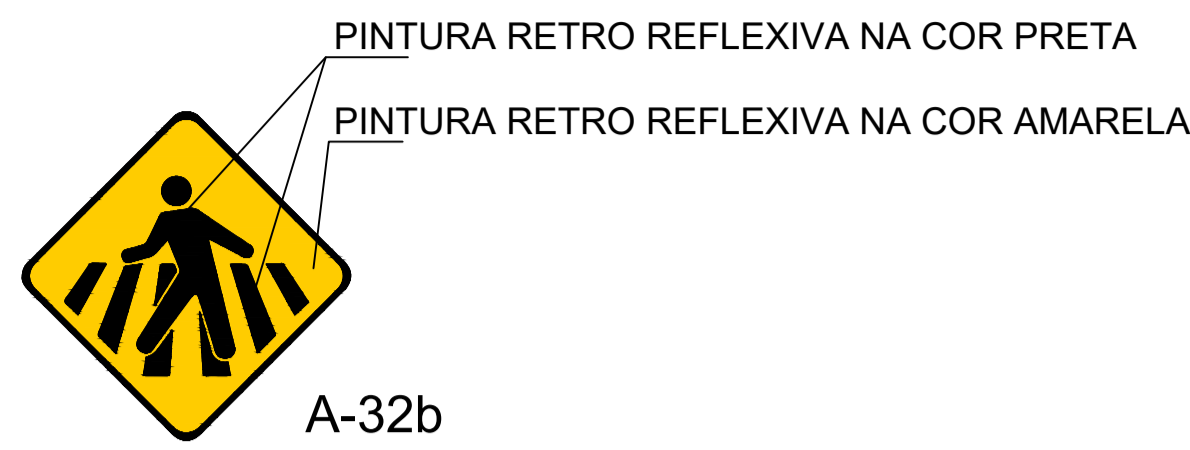 PINTURA RETRO REFLEXIVA NA COR PRETA
PINTURA RETRO REFLEXIVA NA COR AMARELA
A-32b